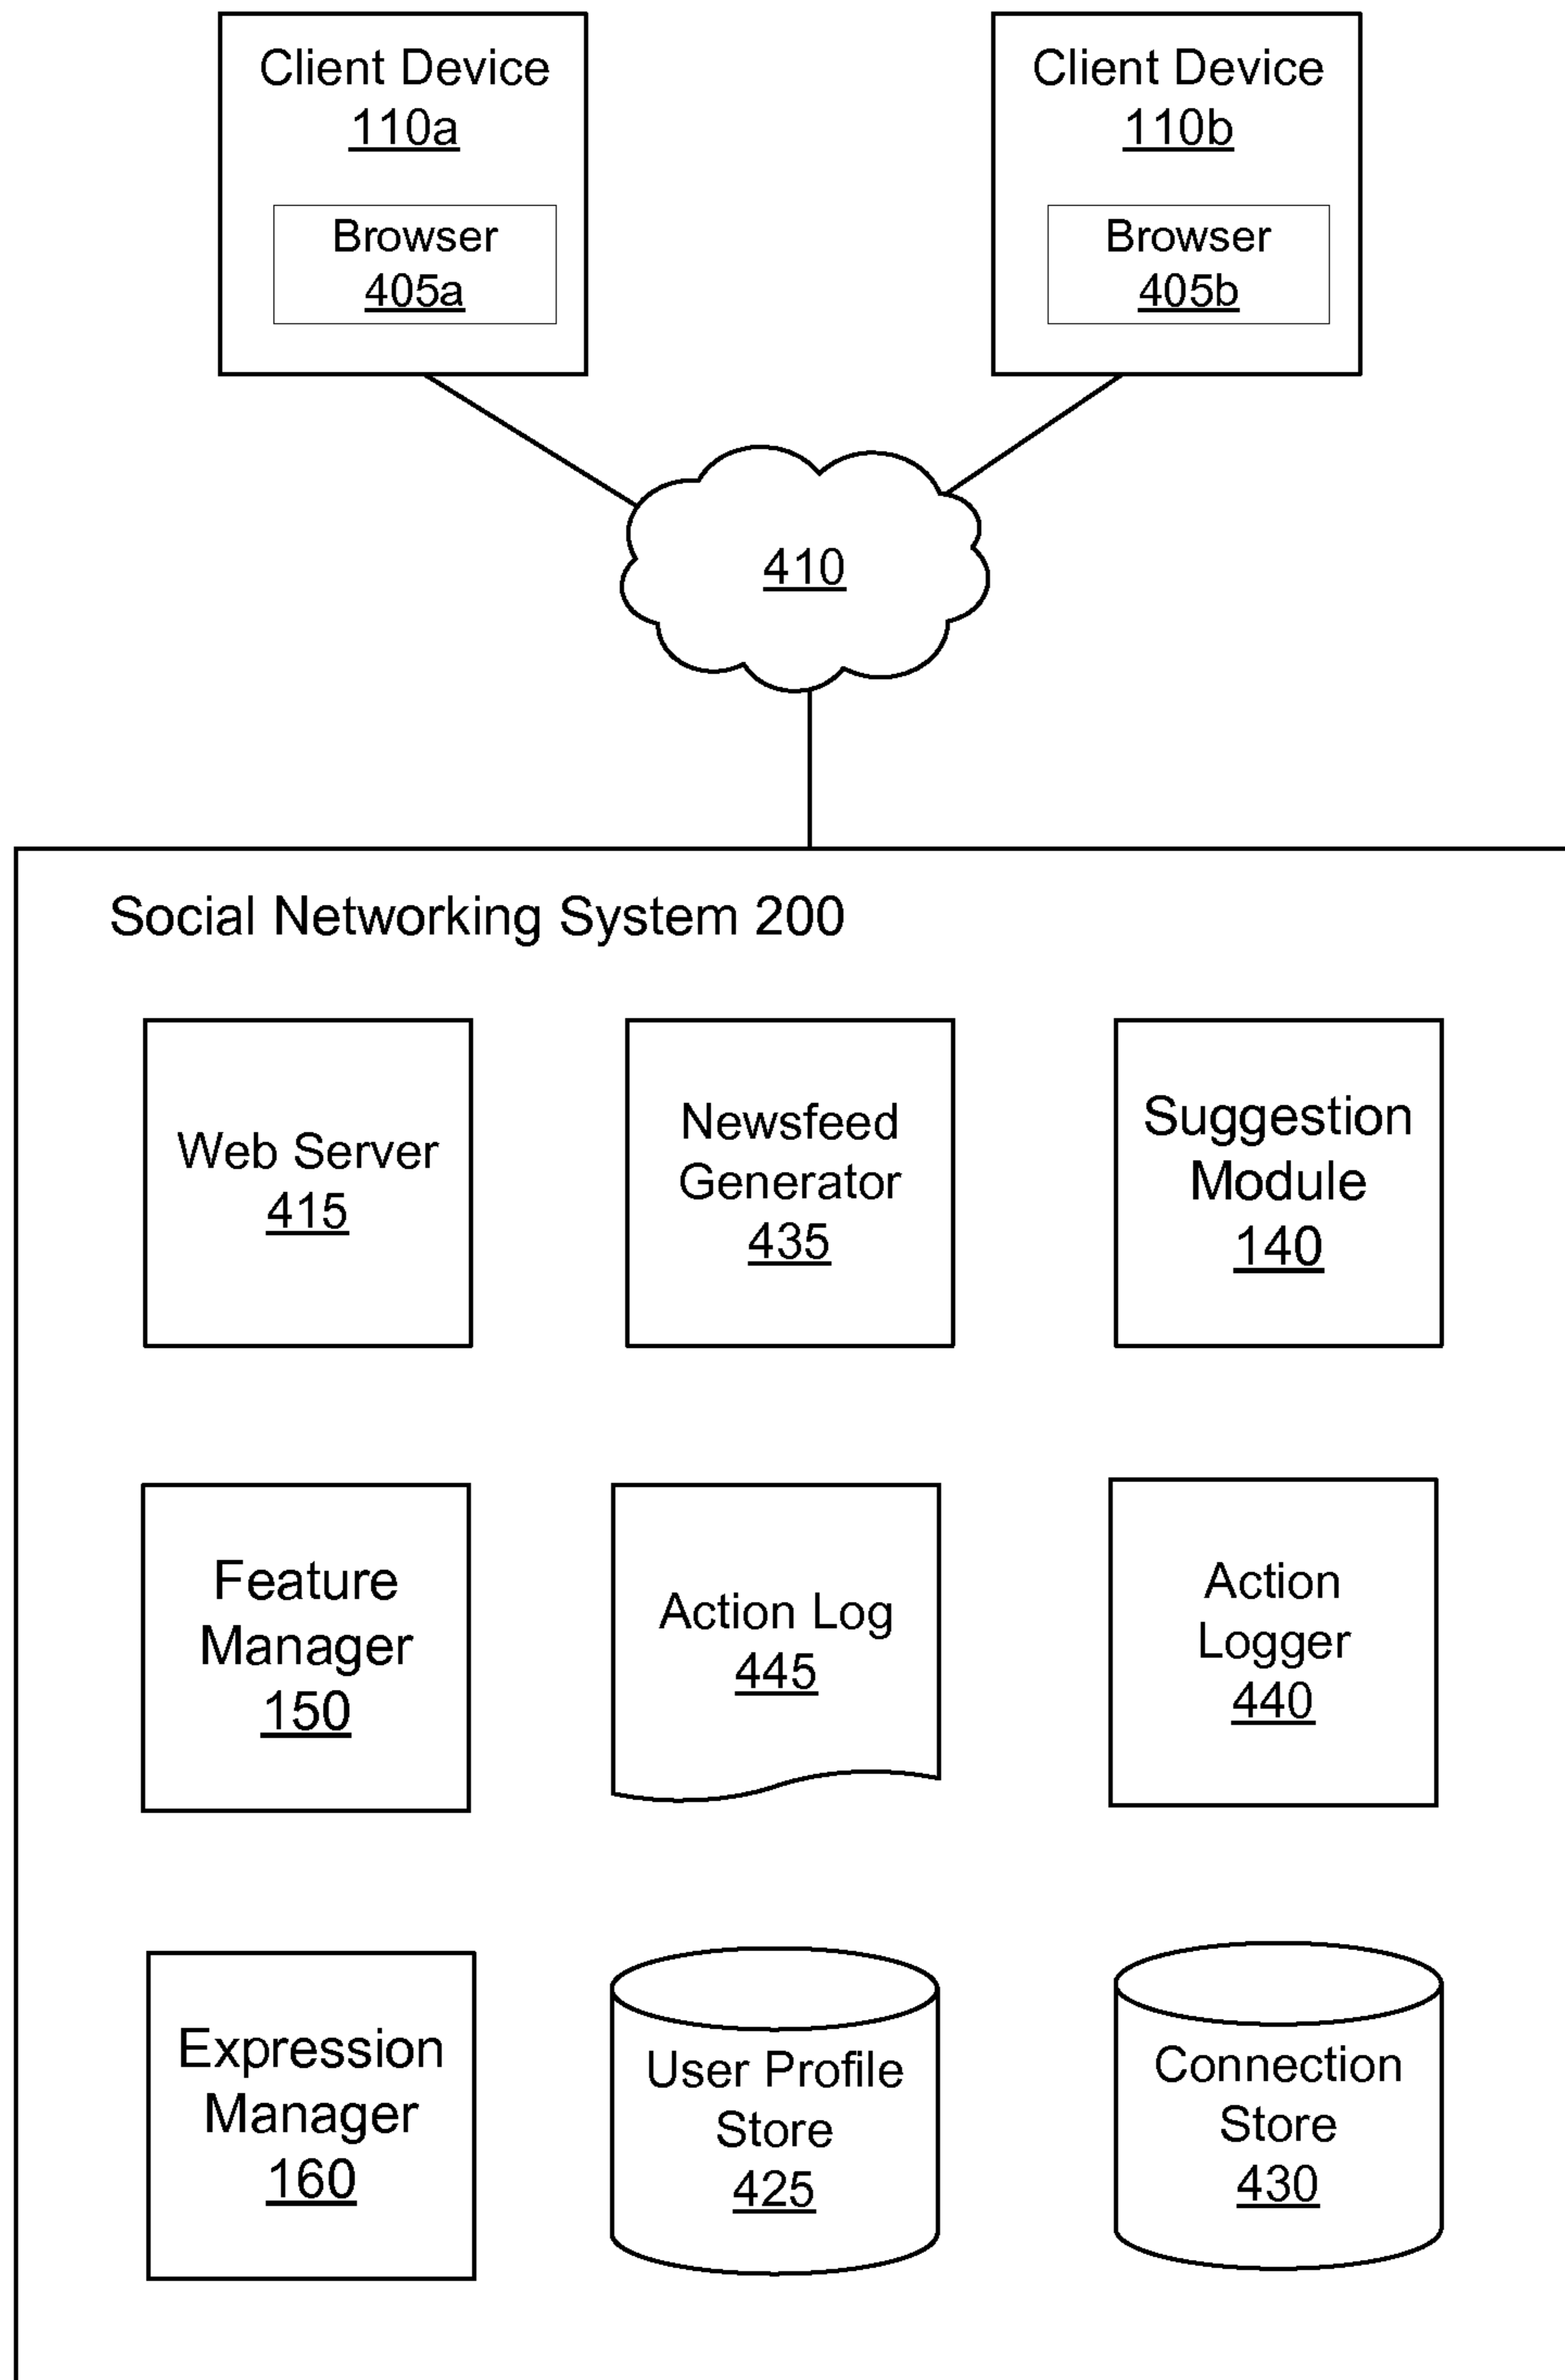 Client Device
110a
Browser
405a
Client Device
110b
Browser
405b
410
Social Networking System 200
Web Server
415
Newsfeed
Generator
435
Suggestion
Module
140
Feature
Manager
150
Action Log
445
Action
Logger
440
Expression
Manager
160
User Profile
Store
425
Connection
Store
430